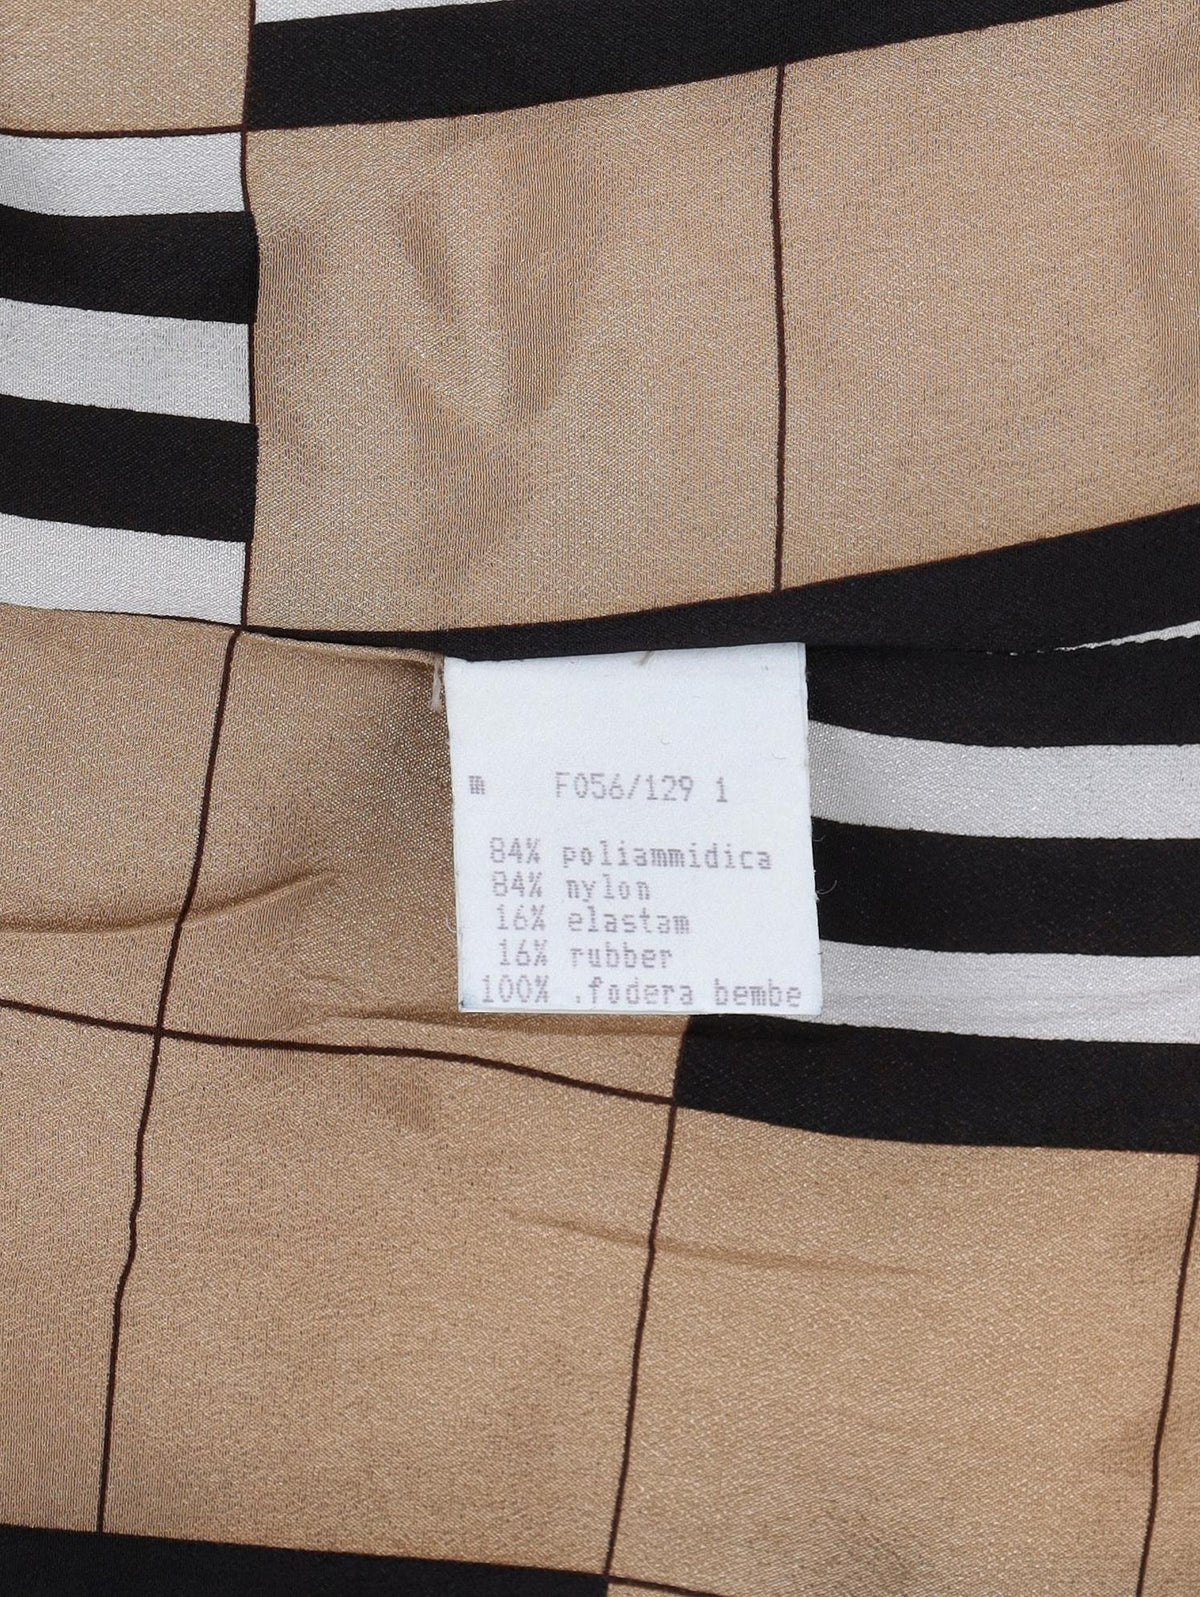 m F056/129 1
84% poliammidica
84% nylon
16% elastam
16% rubber
100% .fodera bembe